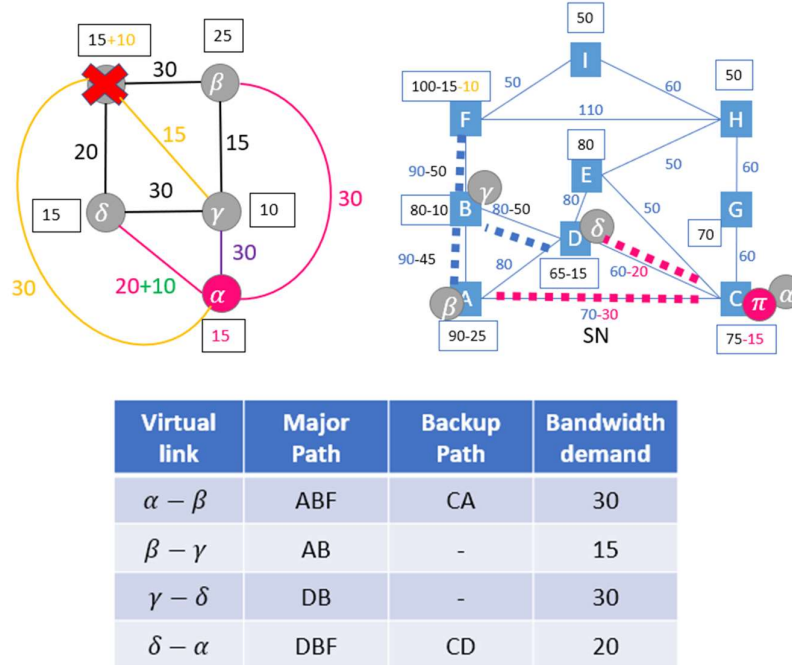 15+10
25
30
β
20
15
15
30
15
δ
γ
10
30
30
30
20+10
α
15
50
I
50
60
50
100-15-10
F
110
H
80
E
50
60
90-50
γ
80-50
80
80-10
B
D
δ
50
70
G
90-45
80
65-15
60-20
60
β
A
C
π
α
70-30
90-25
SN
75-15
Virtual link
Major Path
Backup Path
Bandwidth demand
α − β
ABF
CA
30
β − γ
AB
-
15
γ − δ
DB
-
30
δ − α
DBF
CD
20